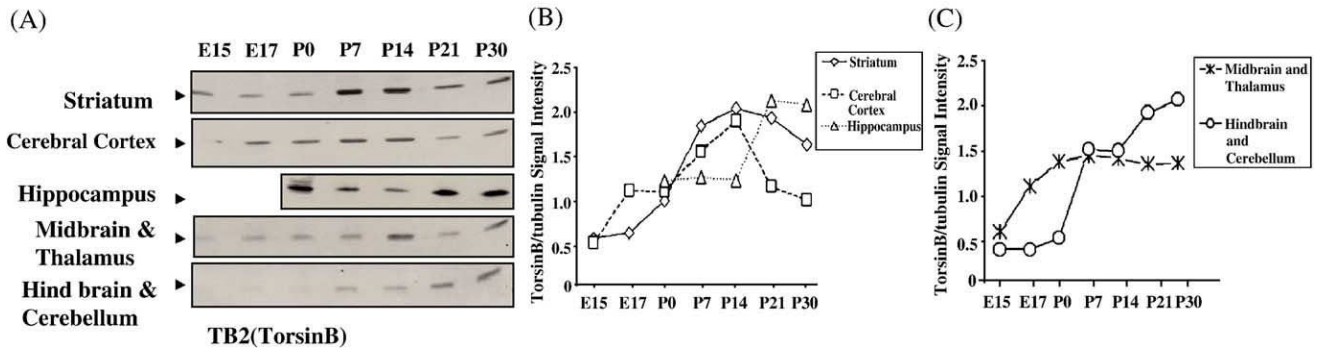 (A)
E15 E17 P0 P7 P14 P21 P30
Striatum
Cerebral Cortex
Hippocampus
Midbrain &
Thalamus
Hind brain &
Cerebellum
TB2(TorsinB)
(B)
TorsinB/tubulin Signal Intensity
2.5
2.0
1.5
1.0
0.5
0
E15 E17 P0 P7 P14 P21 P30
Striatum
Cerebral
Cortex
Hippocampus
(C)
TorsinB/tubulin Signal Intensity
2.5
2.0
1.5
1.0
0.5
0
E15 E17 P0 P7 P14 P21 P30
Midbrain and
Thalamus
Hindbrain
and
Cerebellum